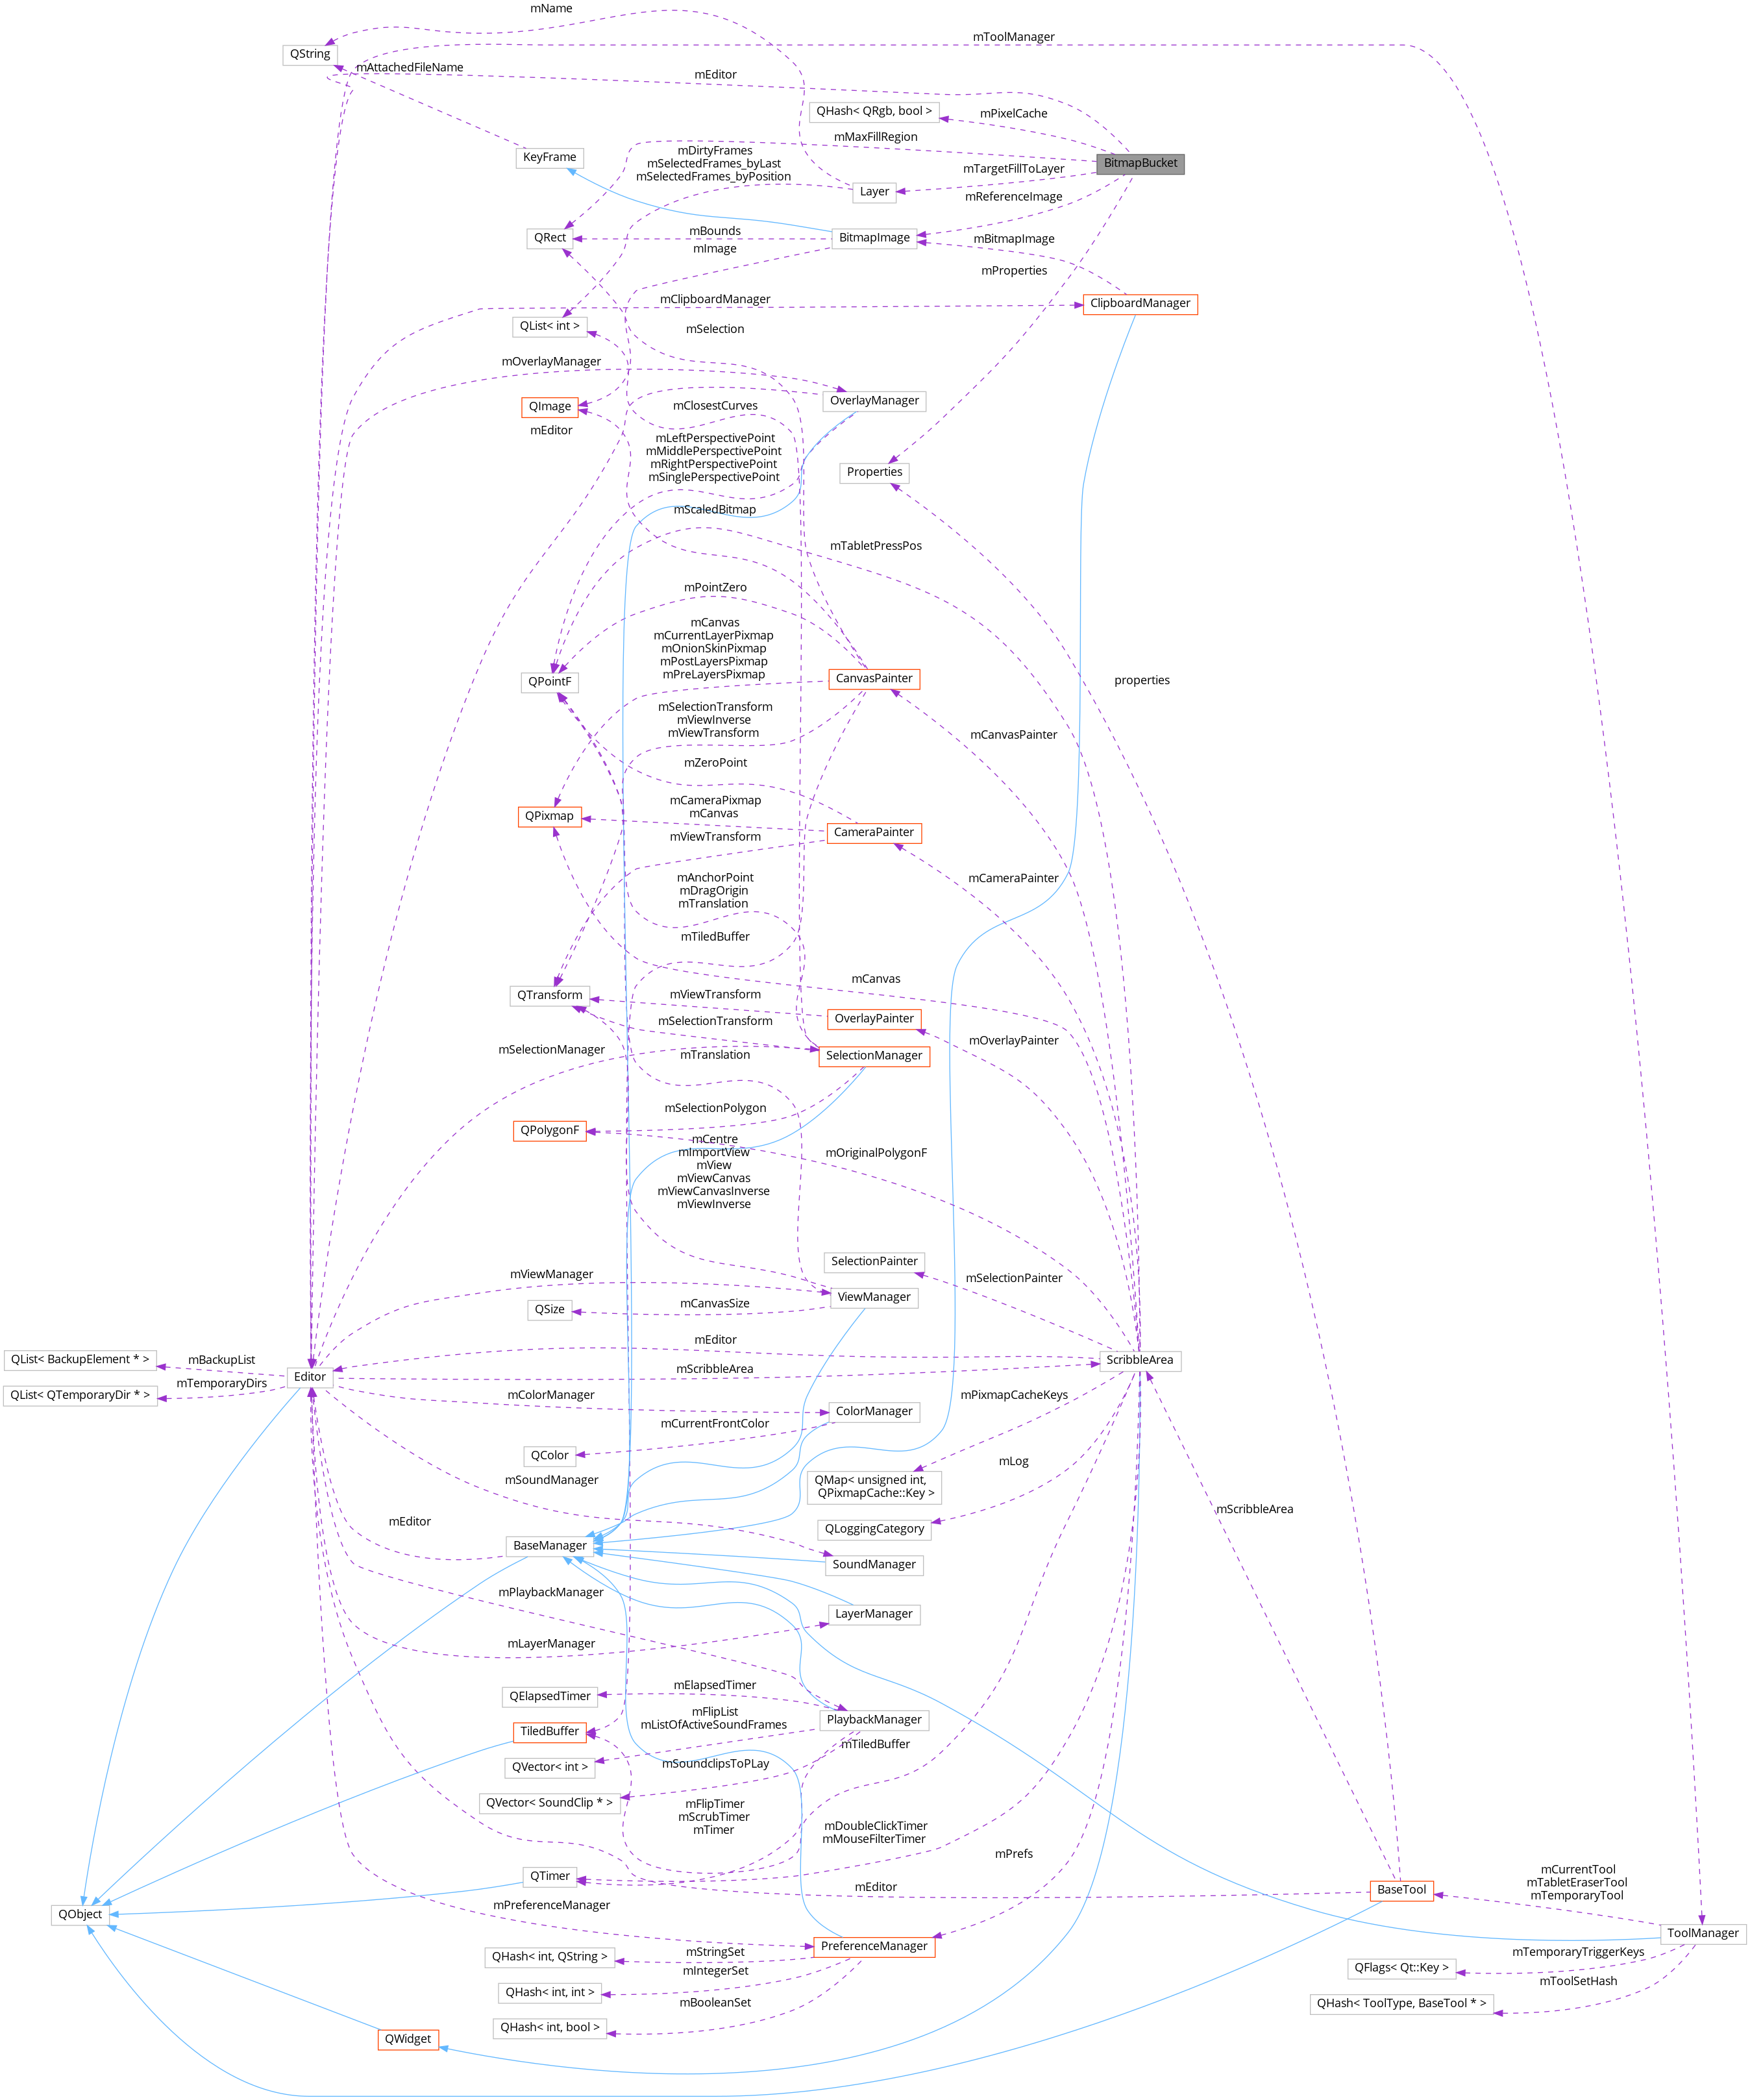 mName
mToolManager
QString
mAttachedFileName
mEditor
QHash< QRgb, bool >
mPixelCache
mMaxFillRegion
KeyFrame
mDirtyFrames
mSelectedFrames_byLast
mSelectedFrames_byPosition
BitmapBucket
mTargetFillToLayer
Layer
mReferenceImage
QRect
mBounds
BitmapImage
mBitmapImage
mImage
mProperties
mClipboardManager
ClipboardManager
QList< int >
mSelection
mOverlayManager
OverlayManager
QImage
mClosestCurves
mEditor
mLeftPerspectivePoint
mMiddlePerspectivePoint
mRightPerspectivePoint
mSinglePerspectivePoint
Properties
mScaledBitmap
mTabletPressPos
mPointZero
mCanvas
mCurrentLayerPixmap
mOnionSkinPixmap
mPostLayersPixmap
mPreLayersPixmap
QPointF
CanvasPainter
properties
mSelectionTransform
mViewInverse
mViewTransform
mCanvasPainter
mZeroPoint
QPixmap
mCameraPixmap
mCanvas
CameraPainter
mViewTransform
mAnchorPoint
mDragOrigin
mTranslation
mCameraPainter
mTiledBuffer
mCanvas
QTransform
mViewTransform
OverlayPainter
mSelectionTransform
mOverlayPainter
mSelectionManager
mTranslation
SelectionManager
mSelectionPolygon
QPolygonF
mCentre
mImportView
mView
mViewCanvas
mViewCanvasInverse
mViewInverse
mOriginalPolygonF
SelectionPainter
mViewManager
mSelectionPainter
QSize
mCanvasSize
ViewManager
mEditor
QList< BackupElement * >
mBackupList
ScribbleArea
mScribbleArea
Editor
mTemporaryDirs
QList< QTemporaryDir * >
mColorManager
mPixmapCacheKeys
ColorManager
mCurrentFrontColor
QColor
mSoundManager
mLog
QMap< unsigned int,
QPixmapCache::Key >
mScribbleArea
mEditor
QLoggingCategory
BaseManager
SoundManager
mPlaybackManager
LayerManager
mLayerManager
QElapsedTimer
mElapsedTimer
mFlipList
mListOfActiveSoundFrames
PlaybackManager
TiledBuffer
mTiledBuffer
QVector< int >
mSoundclipsToPLay
QVector< SoundClip * >
mFlipTimer
mScrubTimer
mTimer
mDoubleClickTimer
mMouseFilterTimer
mPrefs
QTimer
mEditor
BaseTool
mCurrentTool
mTabletEraserTool
mTemporaryTool
QObject
mPreferenceManager
PreferenceManager
ToolManager
QHash< int, QString >
mStringSet
mTemporaryTriggerKeys
QFlags< Qt::Key >
mIntegerSet
QHash< int, int >
mToolSetHash
QHash< ToolType, BaseTool * >
mBooleanSet
QHash< int, bool >
QWidget